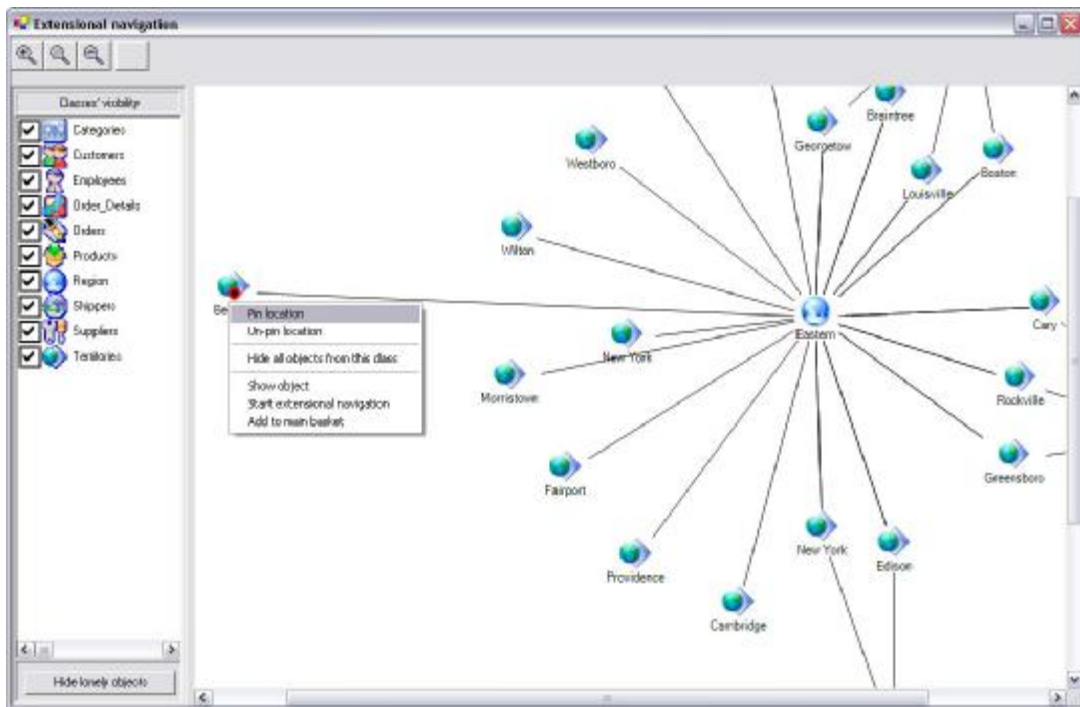 Extensional navigation
Classes' visibility
Categories
Customers
Employees
Order_Details
Orders
Products
Region
Shippers
Suppliers
Territories
Hide lonely objects
Braintree
Georgetow
Westboro
Boston
Louisville
Wilton
Be
Pin location
Un-pin location
Hide all objects from this class
Show object
Start extensional navigation
Add to main basket
Eastern
Cary
New York
Morristown
Rockville
Greensboro
Fairport
New York
Edison
Providence
Cambridge